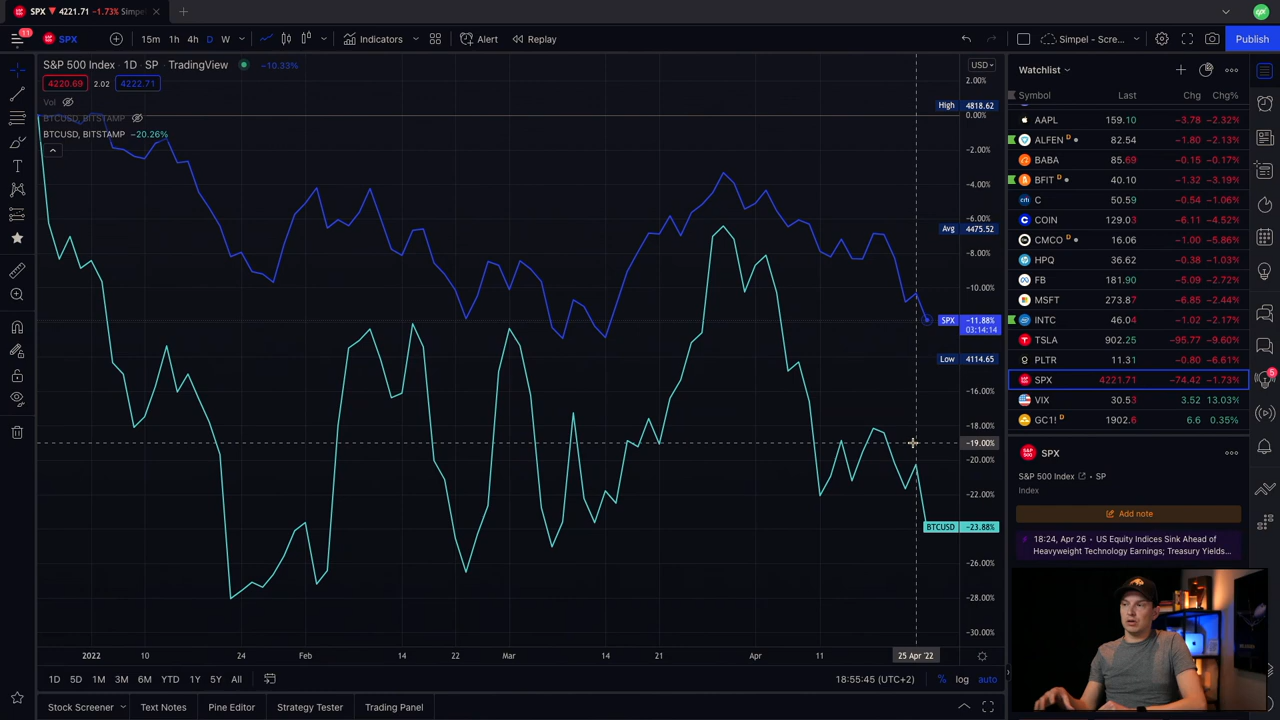 SPX ▼ 4221.71 −1.73% Simpel
11
SPX
15m 1h 4h D W
Indicators
Alert
Replay
Simpel - Scre...
Publish
S&P 500 Index · 1D · SP · TradingView
−10.33%
4220.69 2.02 4222.71
Vol
BTCUSD, BITSTAMP
BTCUSD, BITSTAMP −20.26%
USD
2.00%
High 4818.62
0.00%
−2.00%
−4.00%
−6.00%
Avg 4475.52
−8.00%
−10.00%
SPX −11.88%
03:14:14
Low 4114.65
−16.00%
−18.00%
−19.00%
−20.00%
−22.00%
BTCUSD −23.88%
−26.00%
−28.00%
−30.00%
2022 10 24 Feb 14 22 Mar 14 21 Apr 11 25 Apr '22
1D 5D 1M 3M 6M YTD 1Y 5Y All
18:55:45 (UTC+2) % log auto
Stock Screener Text Notes Pine Editor Strategy Tester Trading Panel
Watchlist
Symbol Last Chg Chg%
AAPL 159.10 −3.78 −2.32%
ALFEN D 82.54 −1.80 −2.13%
BABA 85.69 −0.15 −0.17%
BFIT D 40.10 −1.32 −3.19%
C 50.59 −0.54 −1.06%
COIN 129.03 −6.11 −4.52%
CMCO D 16.06 −1.00 −5.86%
HPQ 36.62 −0.38 −1.03%
FB 181.90 −5.09 −2.72%
MSFT 273.87 −6.85 −2.44%
INTC 46.04 −1.02 −2.17%
TSLA 902.25 −95.77 −9.60%
PLTR 11.31 −0.80 −6.61%
SPX 4221.71 −74.42 −1.73%
VIX 30.53 3.52 13.03%
GC1! D 1902.6 6.6 0.35%
5
SPX
S&P 500 Index · SP
Index
Add note
18:24, Apr 26 • US Equity Indices Sink Ahead of
Heavyweight Technology Earnings; Treasury Yields...